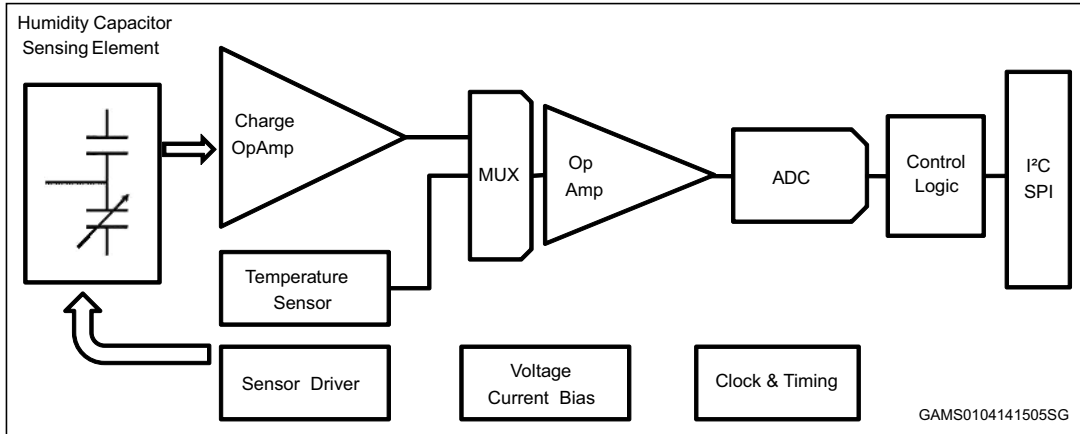 Humidity Capacitor
Sensing Element
Charge
OpAmp
MUX
Op
Amp
ADC
Control
Logic
I²C
SPI
Temperature
Sensor
Sensor Driver
Voltage
Current Bias
Clock & Timing
GAMS0104141505SG